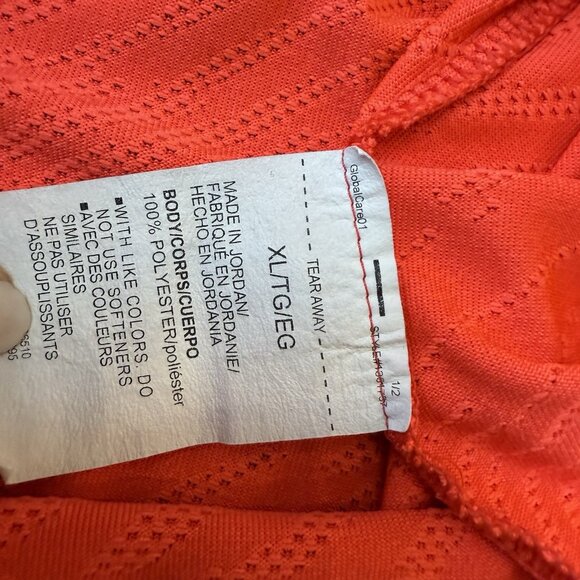 GlobalCare01
1/2
- - - - - TEAR AWAY - - - - -
XL/TG/EG
MADE IN JORDAN/
FABRIQUÉ EN JORDANIE/
HECHO EN JORDANIA
BODY/CORPS/CUERPO
100% POLYESTER/poliéster
■WITH LIKE COLORS. DO
NOT USE SOFTENERS
■AVEC DES COULEURS
SIMILAIRES
NE PAS UTILISER
D'ASSOUPLISSANTS